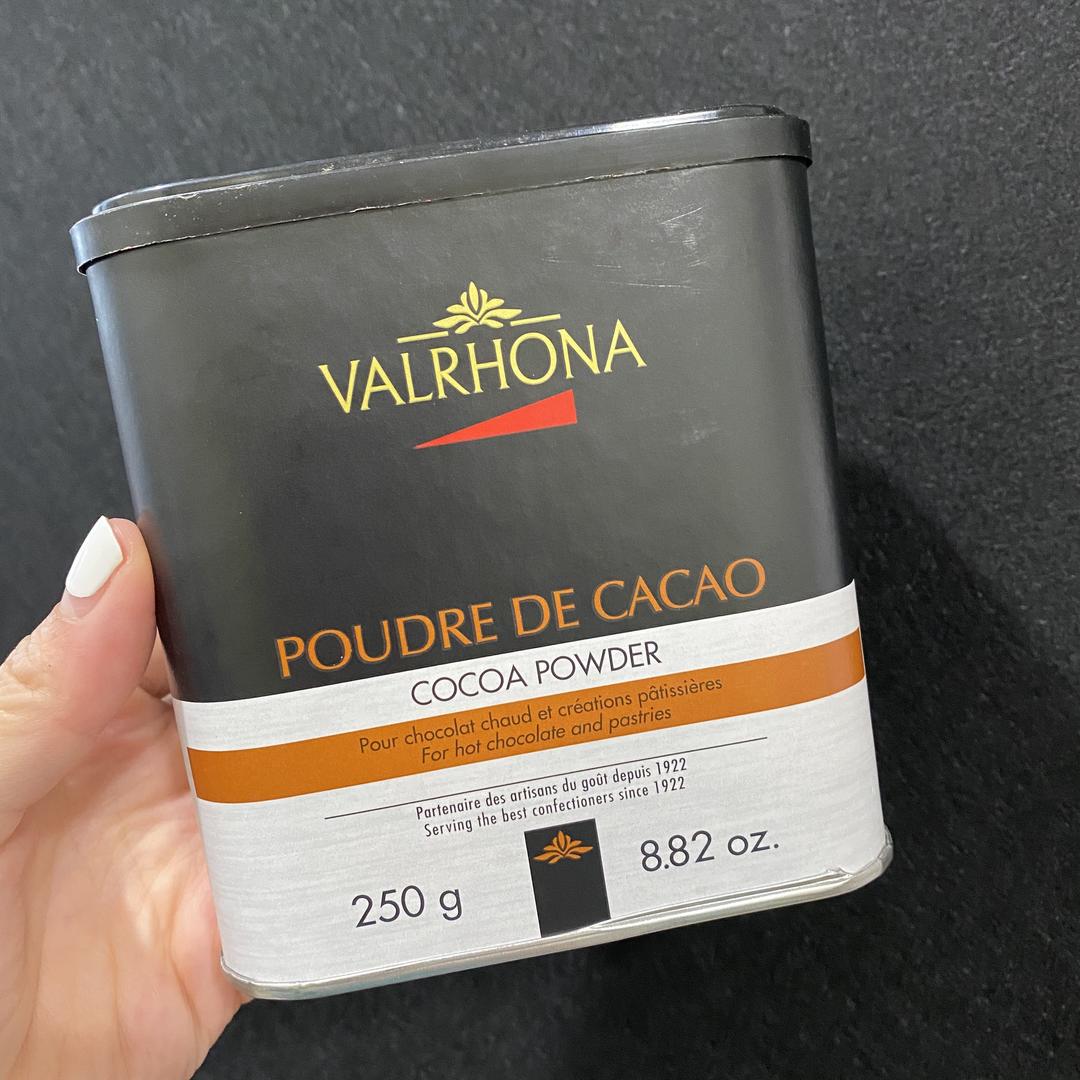 VALRHONA
POUDRE DE CACAO
COCOA POWDER
Pour chocolat chaud et créations pâtissières
For hot chocolate and pastries
Partenaire des artisans du goût depuis 1922
Serving the best confectioners since 1922
250 g 8.82 oz.